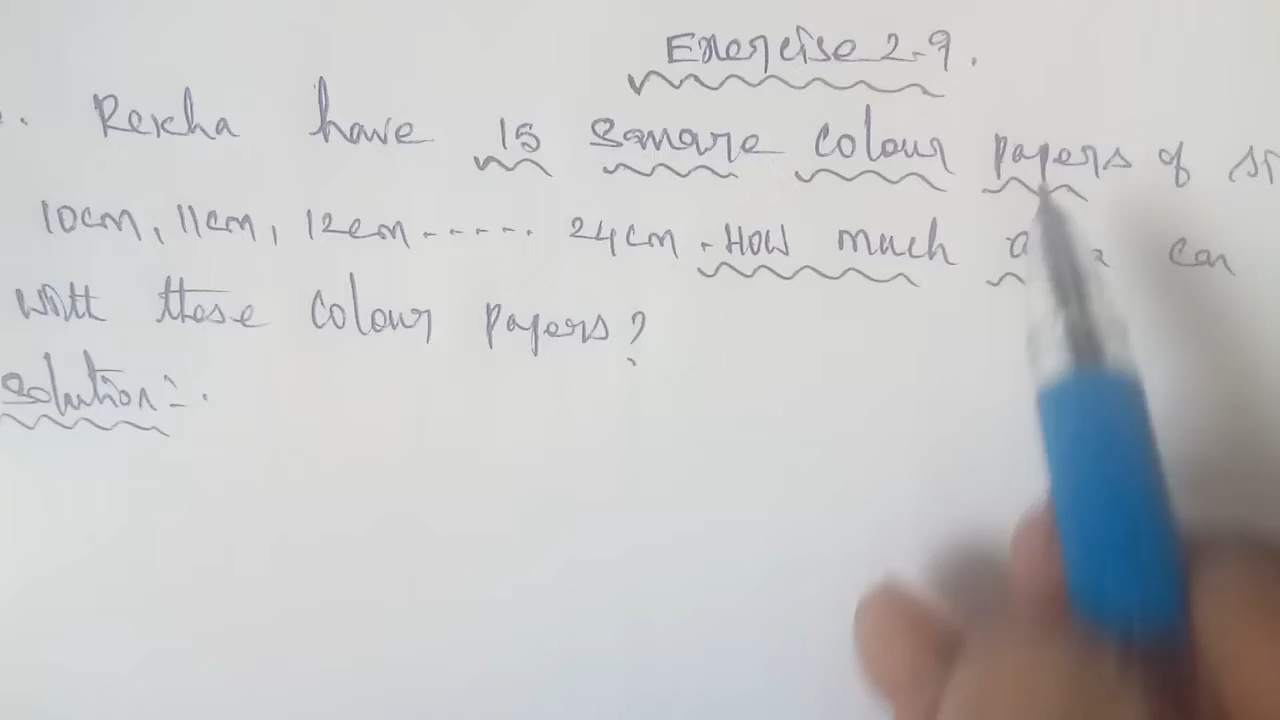 Exercise 2.9.
Rekha have 15 Square colour papers of
10cm, 11cm, 12cm...... 24cm. How much can
with these colour papers?
Solution:-